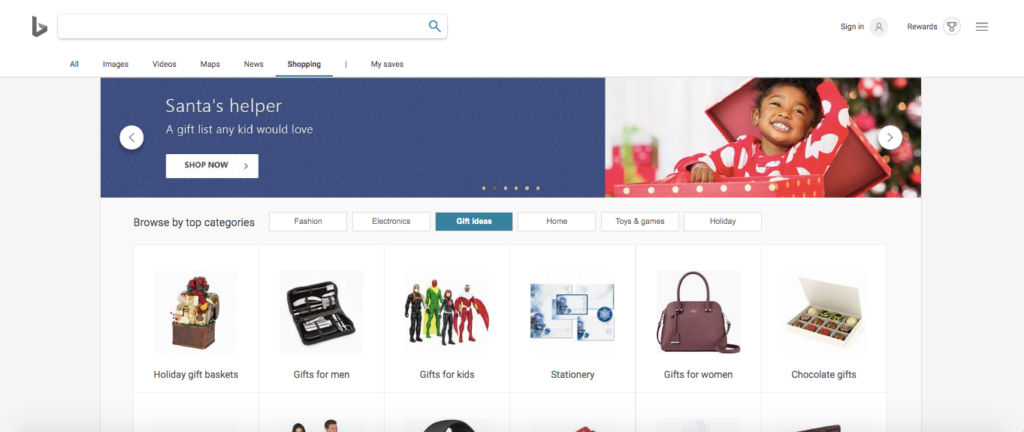 Sign in
Rewards
All Images Videos Maps News Shopping | My saves
Santa's helper
A gift list any kid would love
SHOP NOW
Browse by top categories Fashion Electronics Gift ideas Home Toys & games Holiday
Holiday gift baskets Gifts for men Gifts for kids Stationery Gifts for women Chocolate gifts